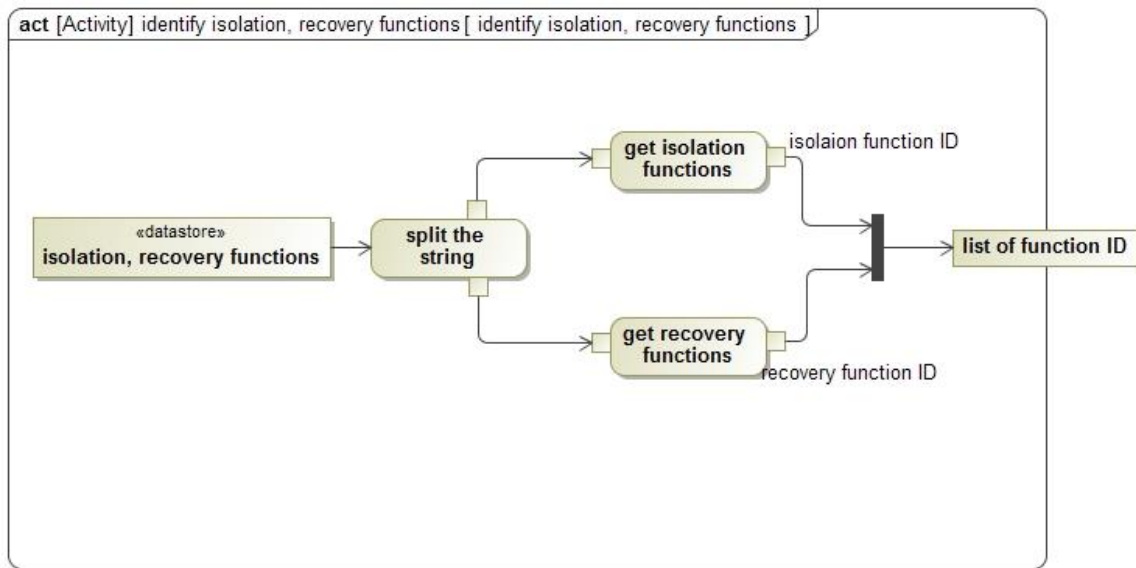 act [Activity] identify isolation, recovery functions [ identify isolation, recovery functions ]
get isolation
functions
isolaion function ID
«datastore»
isolation, recovery functions
split the
string
list of function ID
get recovery
functions
recovery function ID